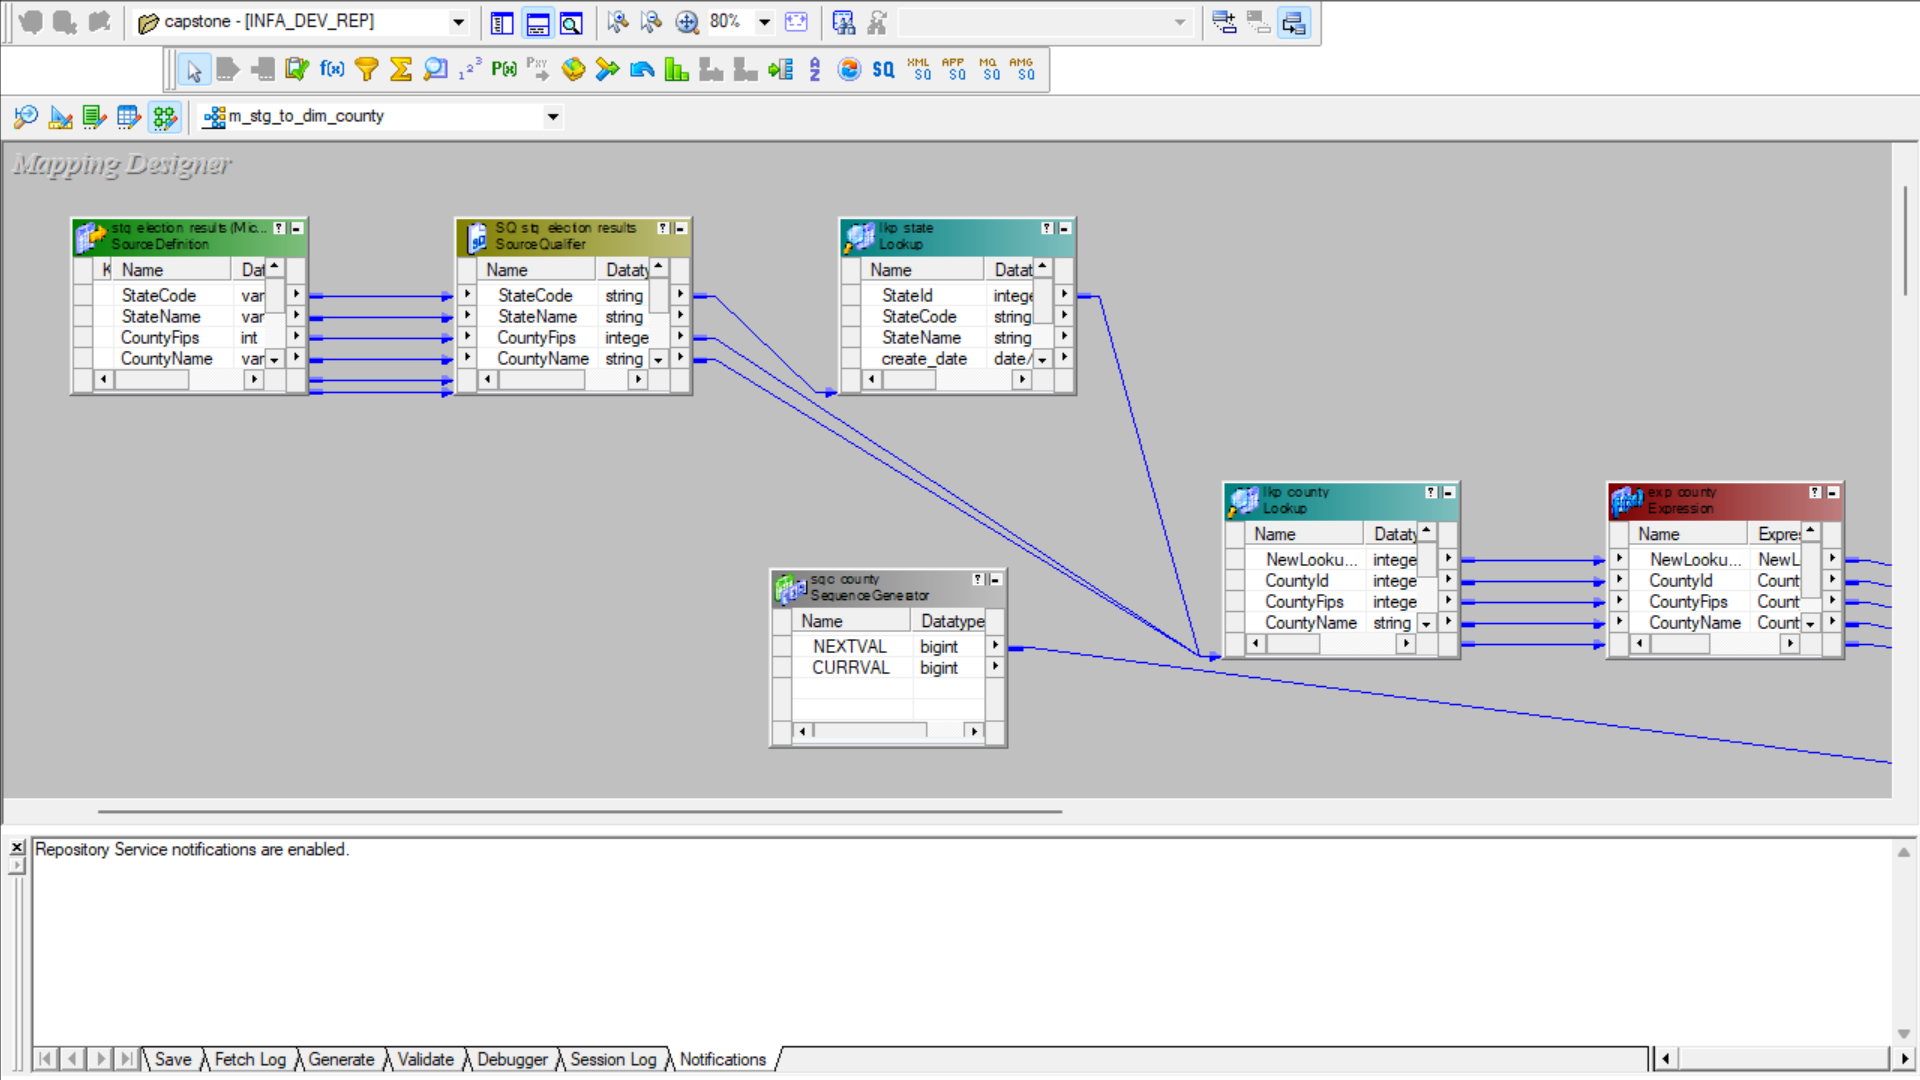 capstone - [INFA_DEV_REP]
80%
f(x)
Σ
1 2 3
P(x)
Pxy
A
Z
SQ
XML
SQ
APP
SQ
MQ
SQ
AMG
SQ
m_stg_to_dim_county
Mapping Designer
stg election results (Mic...
Source Definition
K Name Dat
StateCode var
StateName var
CountyFips int
CountyName var
SQ stg election results
Source Qualifier
Name Dataty
StateCode string
StateName string
CountyFips intege
CountyName string
lkp state
Lookup
Name Datat
StateId intege
StateCode string
StateName string
create_date date/
lkp county
Lookup
Name Dataty
NewLooku... intege
CountyId intege
CountyFips intege
CountyName string
exp county
Expression
Name Expres
NewLooku... NewL
CountyId Count
CountyFips Count
CountyName Count
sqc county
Sequence Generator
Name Datatype
NEXTVAL bigint
CURRVAL bigint
Repository Service notifications are enabled.
Save Fetch Log Generate Validate Debugger Session Log Notifications